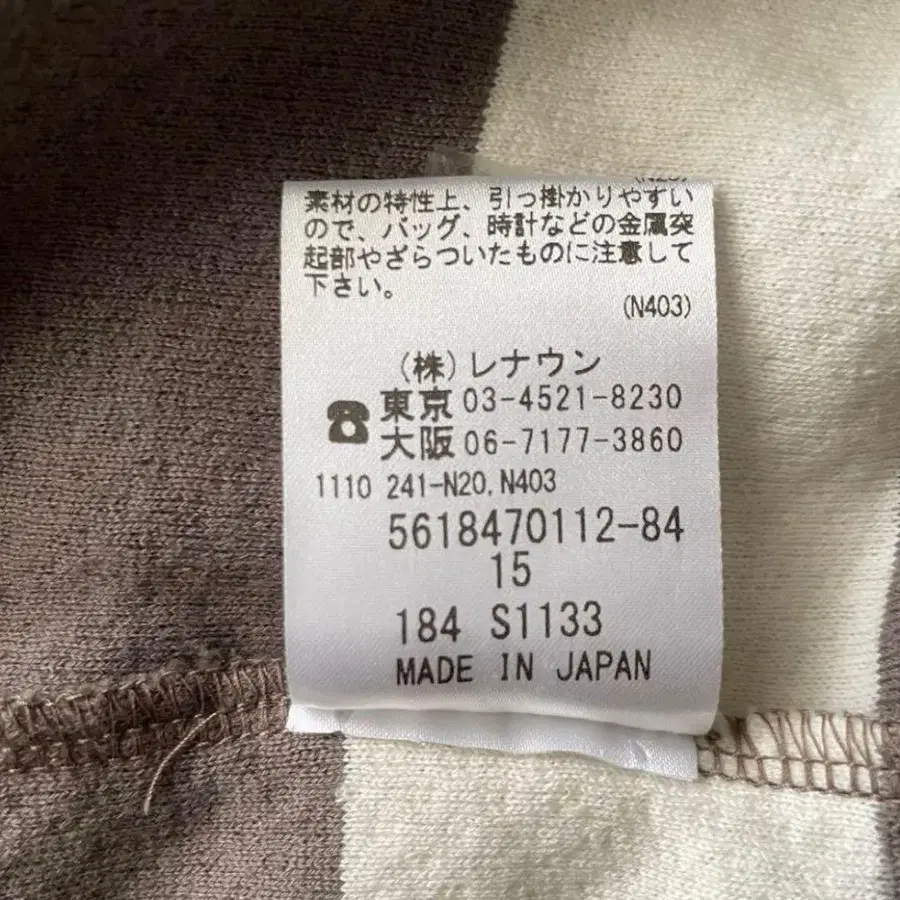 素材の特性上、引っ掛かりやすい
ので、バッグ、時計などの金属突
起部やざらついたものに注意して
下さい。
(N403)
(株)レナウン
☎東京 03-4521-8230
大阪 06-7177-3860
1110 241-N20,N403
5618470112-84
15
184 S1133
MADE IN JAPAN